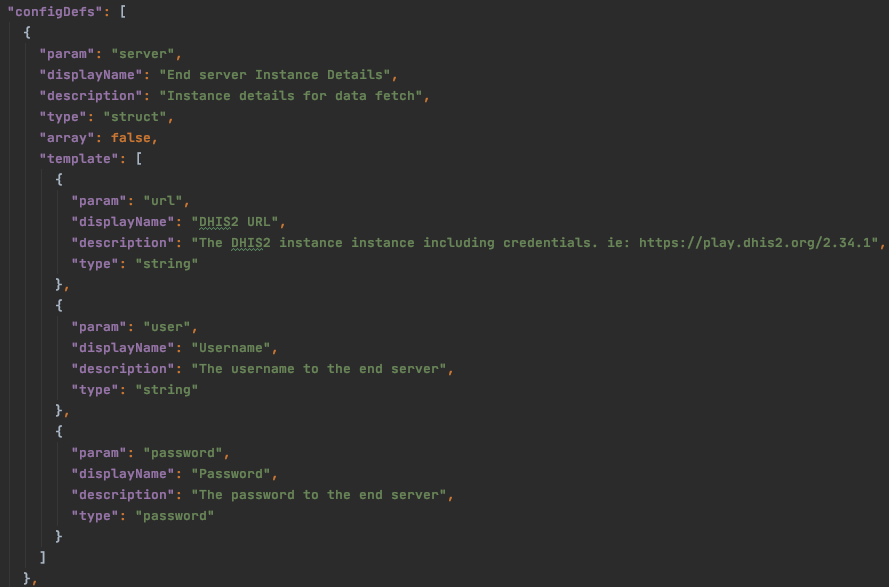 "configDefs": [
{
"param": "server",
"displayName": "End server Instance Details",
"description": "Instance details for data fetch",
"type": "struct",
"array": false,
"template": [
{
"param": "url",
"displayName": "DHIS2 URL",
"description": "The DHIS2 instance instance including credentials. ie: https://play.dhis2.org/2.34.1",
"type": "string"
},
{
"param": "user",
"displayName": "Username",
"description": "The username to the end server",
"type": "string"
},
{
"param": "password",
"displayName": "Password",
"description": "The password to the end server",
"type": "password"
}
]
},